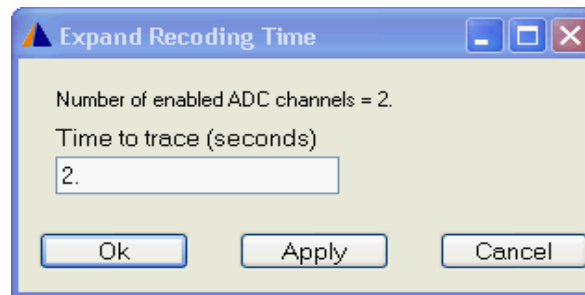 Expand Recoding Time
Number of enabled ADC channels = 2.
Time to trace (seconds)
2.
Ok Apply Cancel